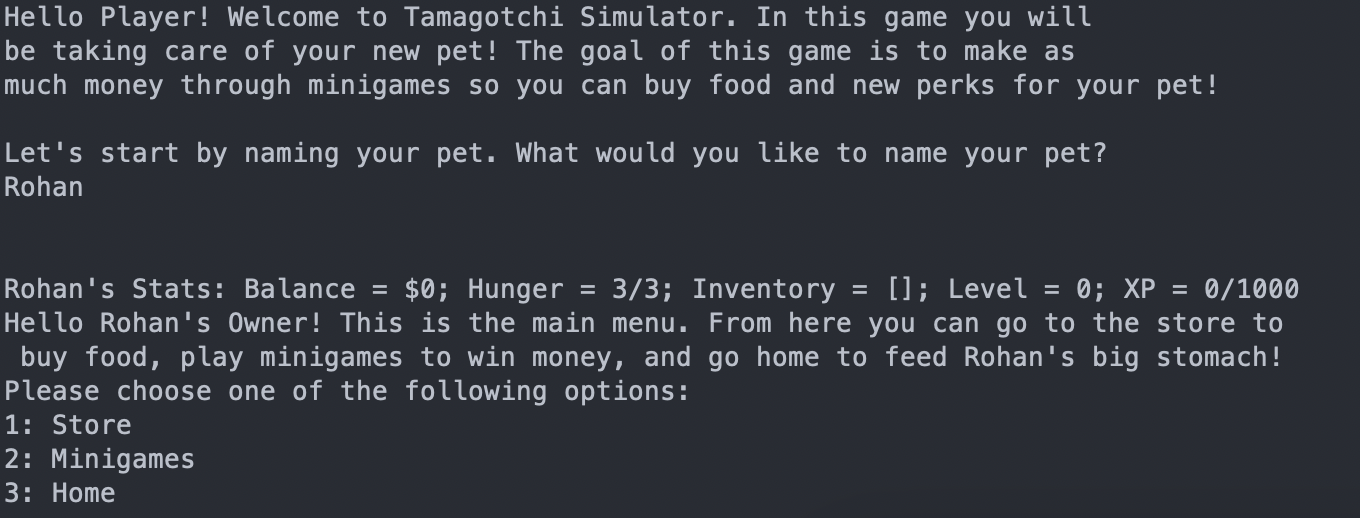 Hello Player! Welcome to Tamagotchi Simulator. In this game you will
be taking care of your new pet! The goal of this game is to make as
much money through minigames so you can buy food and new perks for your pet!
Let's start by naming your pet. What would you like to name your pet?
Rohan
Rohan's Stats: Balance = $0; Hunger = 3/3; Inventory = []; Level = 0; XP = 0/1000
Hello Rohan's Owner! This is the main menu. From here you can go to the store to
 buy food, play minigames to win money, and go home to feed Rohan's big stomach!
Please choose one of the following options:
1: Store
2: Minigames
3: Home